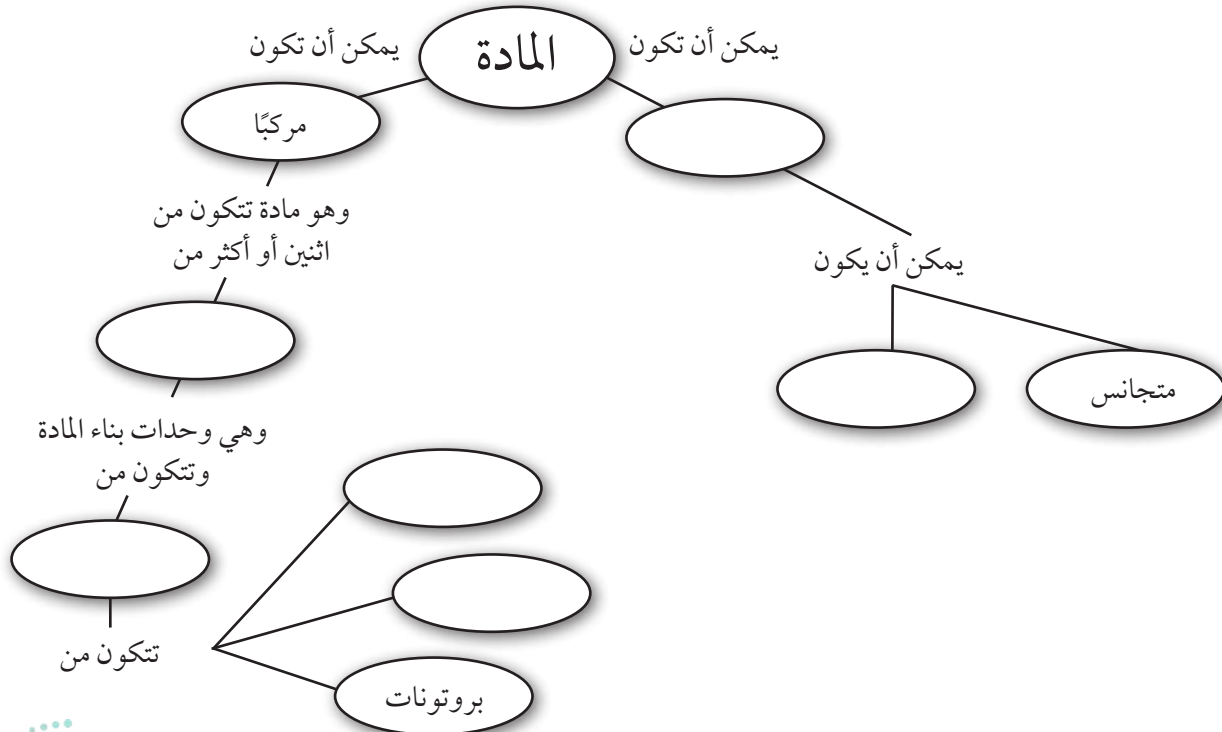 المادة
يمكن أن تكون
يمكن أن تكون
مركبًا
وهو مادة تتكون من
اثنين أو أكثر من
يمكن أن يكون
متجانس
وهي وحدات بناء المادة
وتتكون من
تتكون من
بروتونات